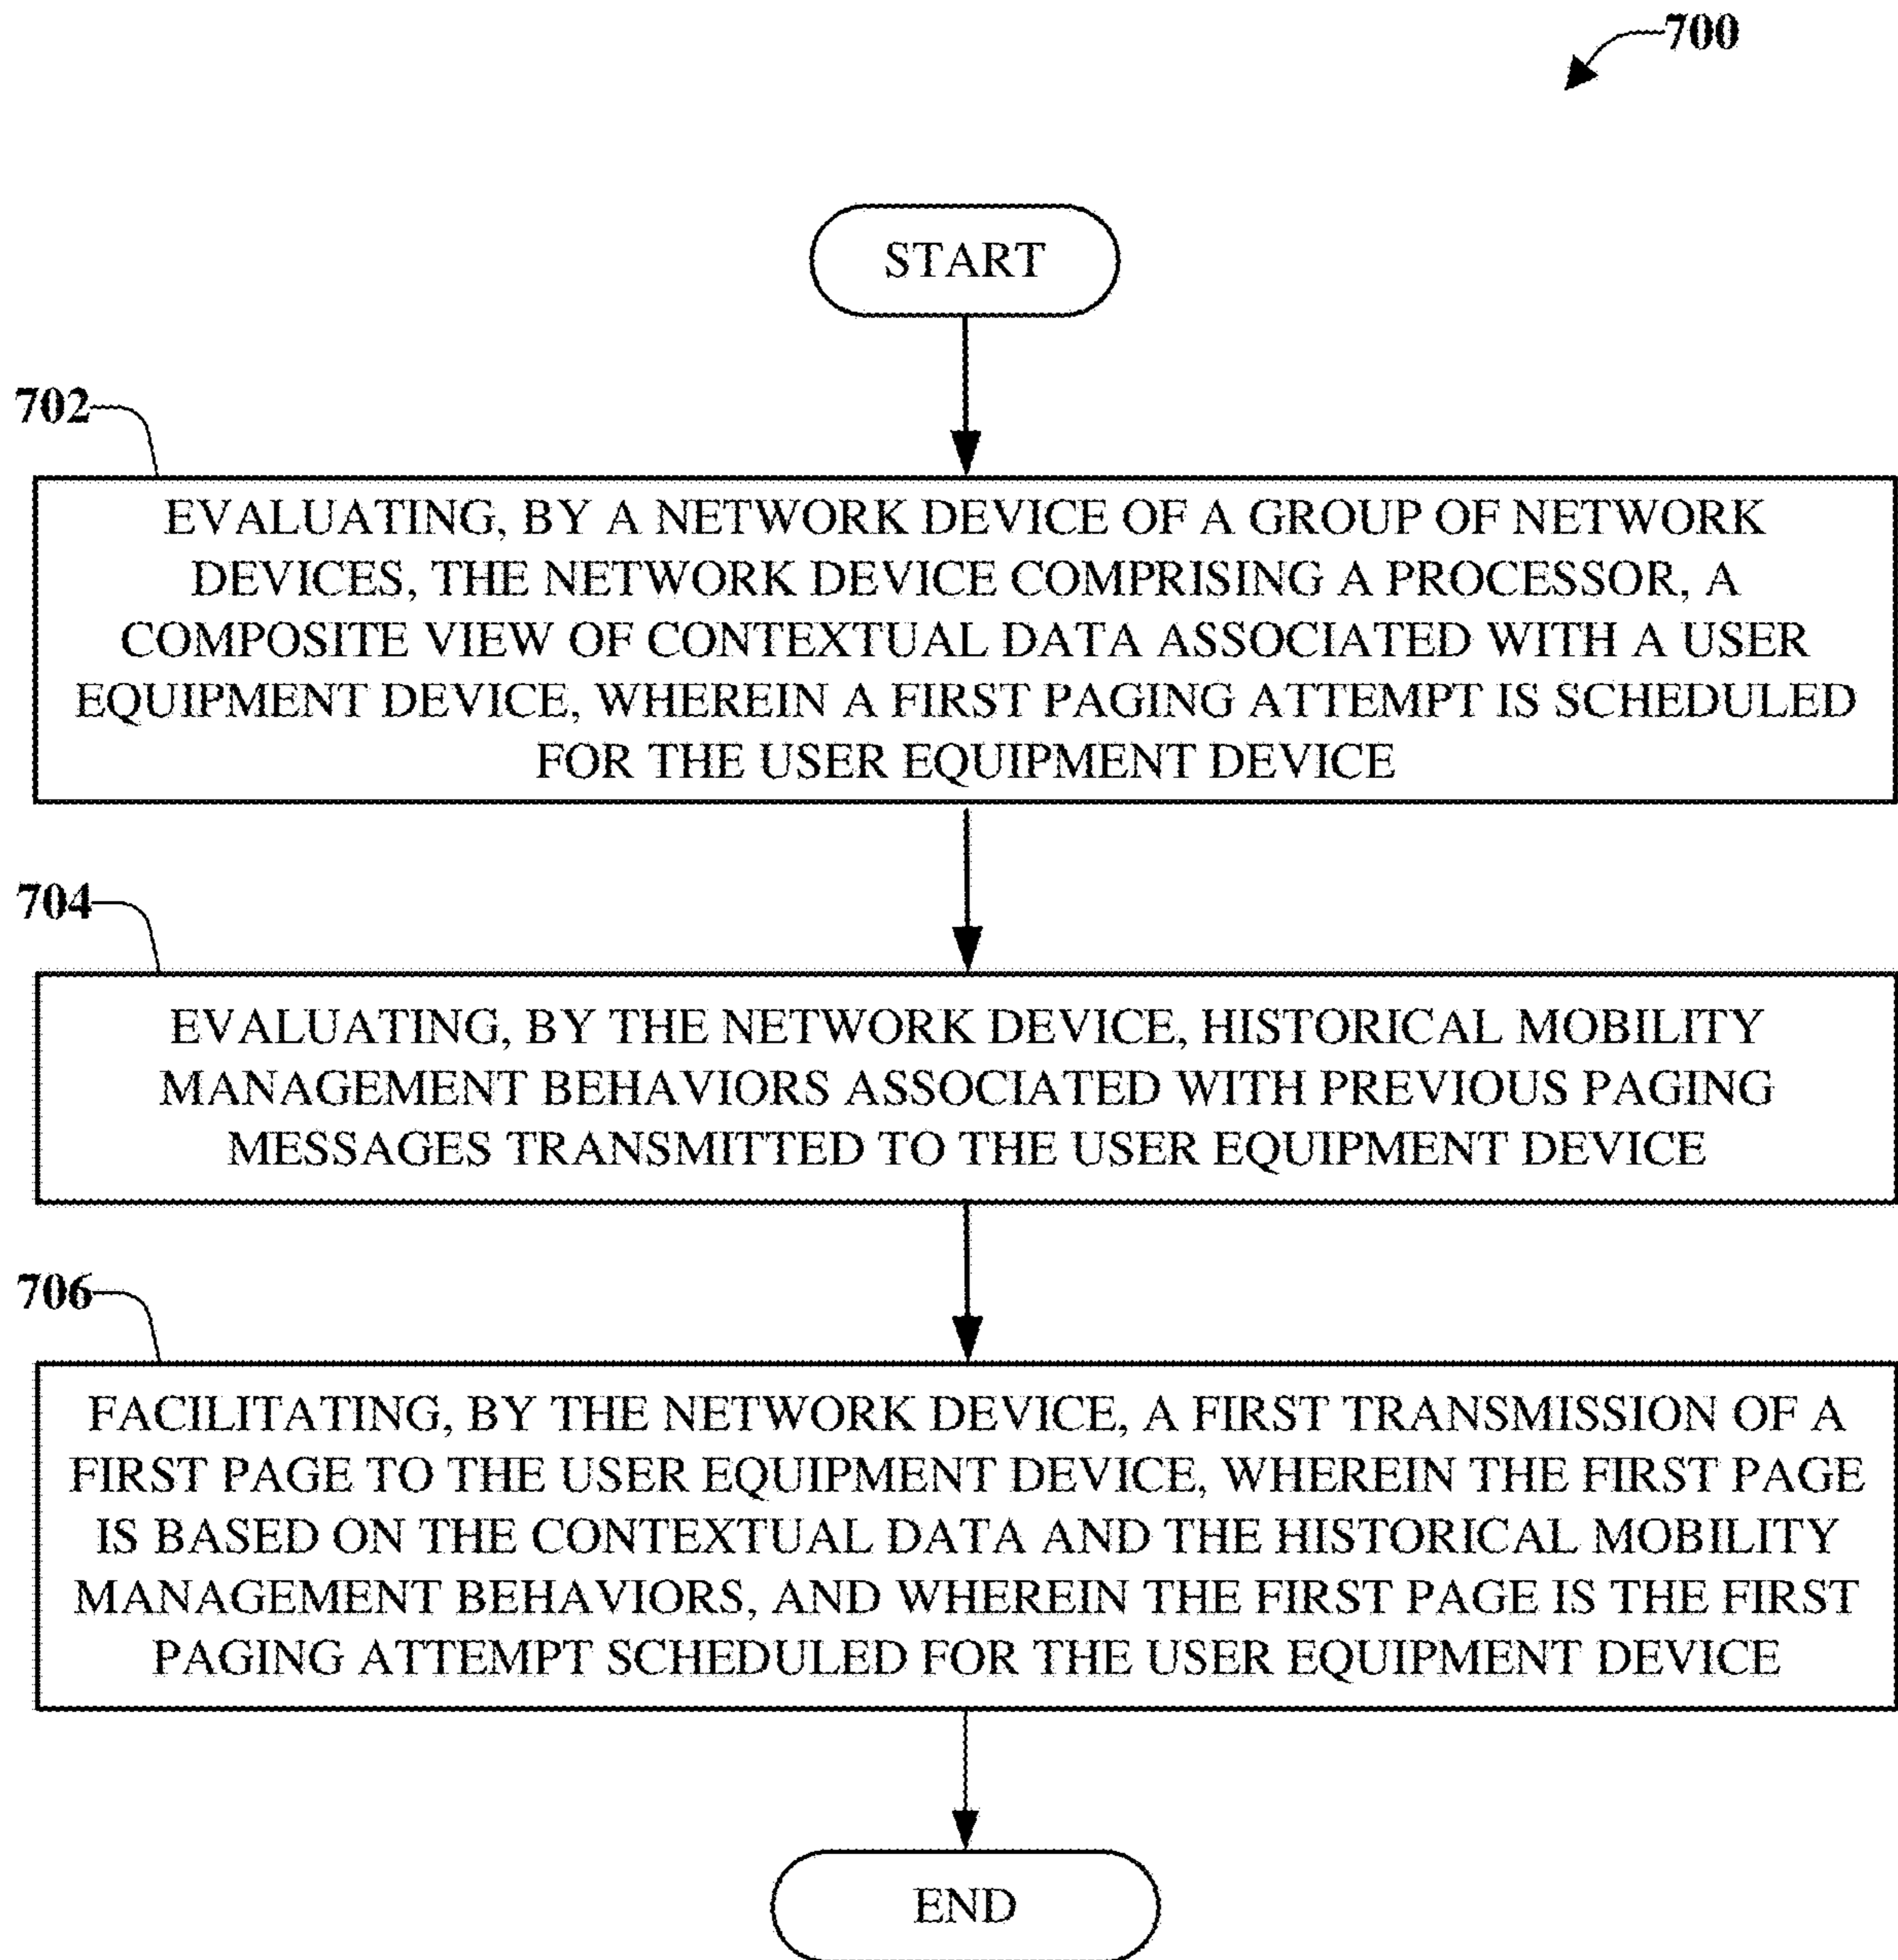 700
START
702
EVALUATING, BY A NETWORK DEVICE OF A GROUP OF NETWORK
DEVICES, THE NETWORK DEVICE COMPRISING A PROCESSOR, A
COMPOSITE VIEW OF CONTEXTUAL DATA ASSOCIATED WITH A USER
EQUIPMENT DEVICE, WHEREIN A FIRST PAGING ATTEMPT IS SCHEDULED
FOR THE USER EQUIPMENT DEVICE
704
EVALUATING, BY THE NETWORK DEVICE, HISTORICAL MOBILITY
MANAGEMENT BEHAVIORS ASSOCIATED WITH PREVIOUS PAGING
MESSAGES TRANSMITTED TO THE USER EQUIPMENT DEVICE
706
FACILITATING, BY THE NETWORK DEVICE, A FIRST TRANSMISSION OF A
FIRST PAGE TO THE USER EQUIPMENT DEVICE, WHEREIN THE FIRST PAGE
IS BASED ON THE CONTEXTUAL DATA AND THE HISTORICAL MOBILITY
MANAGEMENT BEHAVIORS, AND WHEREIN THE FIRST PAGE IS THE FIRST
PAGING ATTEMPT SCHEDULED FOR THE USER EQUIPMENT DEVICE
END